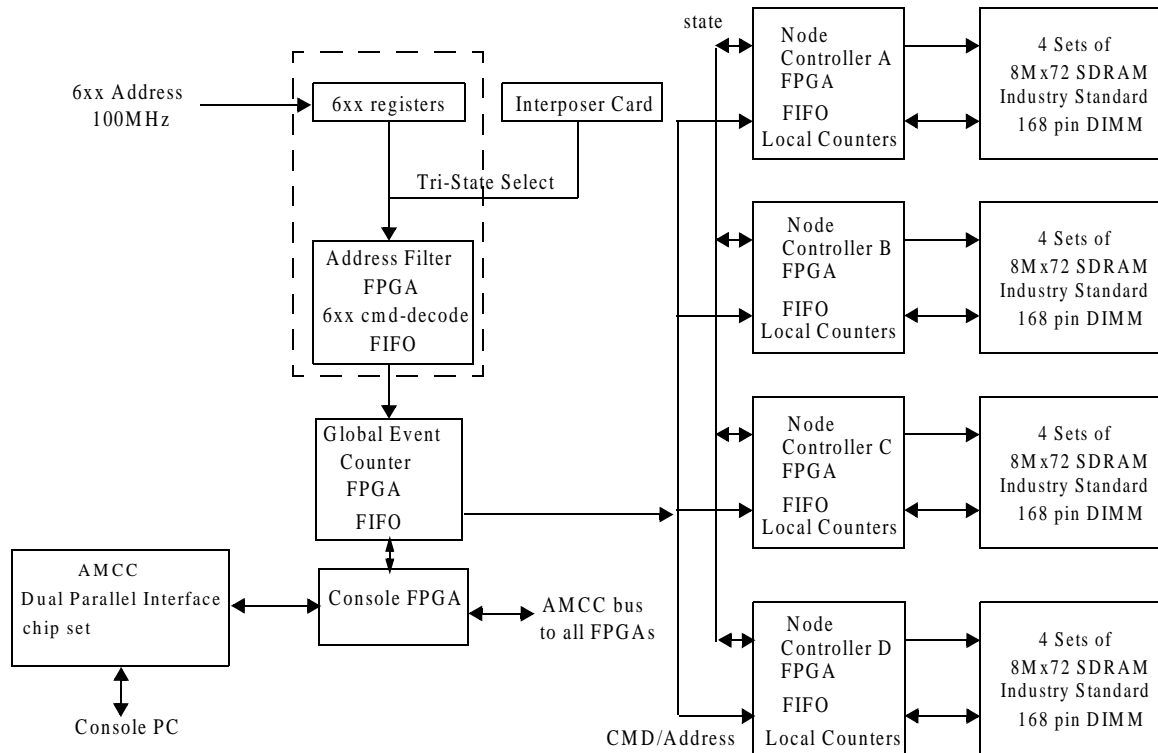 6xx Address
100MHz
6xx registers
Interposer Card
Tri-State Select
Address Filter
FPGA
6xx cmd-decode
FIFO
Global Event
Counter
FPGA
FIFO
AMCC
Dual Parallel Interface
chip set
Console FPGA
AMCC bus
to all FPGAs
Console PC
state
CMD/Address
Node
Controller A
FPGA
FIFO
Local Counters
4 Sets of
8Mx72 SDRAM
Industry Standard
168 pin DIMM
Node
Controller B
FPGA
FIFO
Local Counters
4 Sets of
8Mx72 SDRAM
Industry Standard
168 pin DIMM
Node
Controller C
FPGA
FIFO
Local Counters
4 Sets of
8Mx72 SDRAM
Industry Standard
168 pin DIMM
Node
Controller D
FPGA
FIFO
Local Counters
4 Sets of
8Mx72 SDRAM
Industry Standard
168 pin DIMM